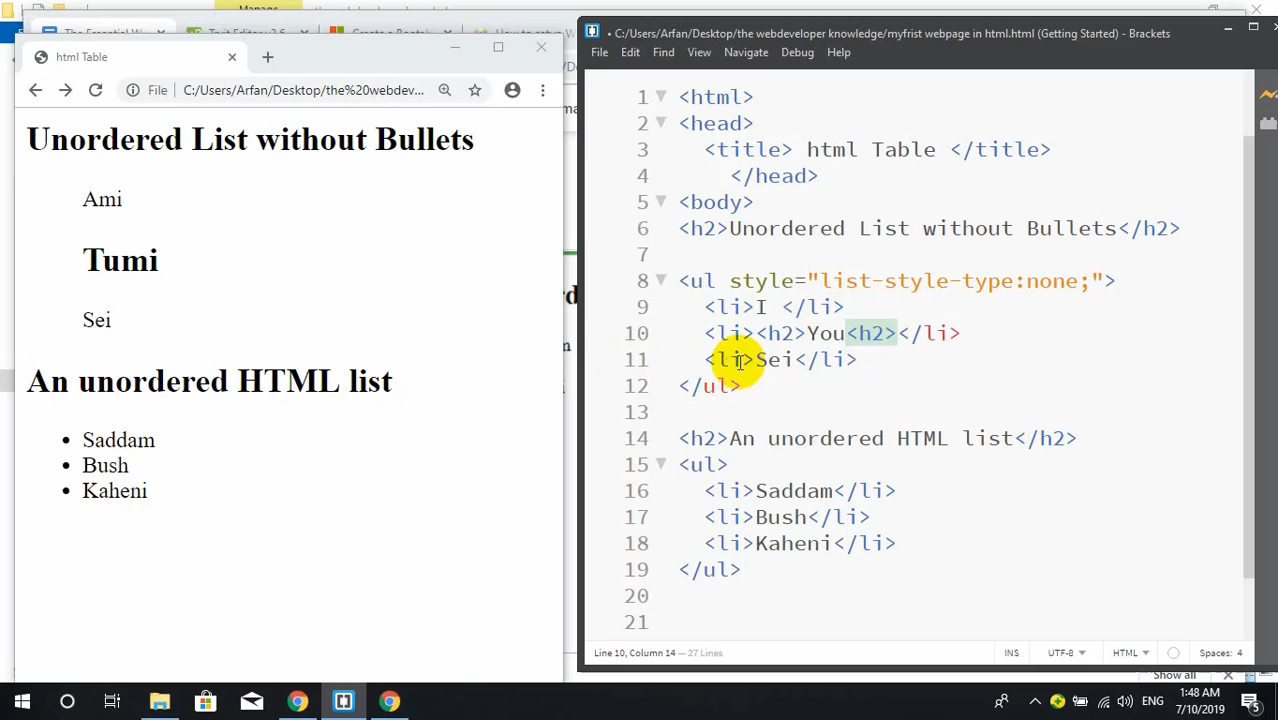 html Table
File
C:/Users/Arfan/Desktop/the%20webdev...
Unordered List without Bullets
Ami
Tumi
Sei
An unordered HTML list
Saddam
Bush
Kaheni
• C:/Users/Arfan/Desktop/the webdeveloper knowledge/myfrist webpage in html.html (Getting Started) - Brackets
File Edit Find View Navigate Debug Help
1 <html>
2 <head>
3 <title> html Table </title>
4 </head>
5 <body>
6 <h2>Unordered List without Bullets</h2>
7
8 <ul style="list-style-type:none;">
9 <li>I </li>
10 <li><h2>You<h2></li>
11 <li>Sei</li>
12 </ul>
13
14 <h2>An unordered HTML list</h2>
15 <ul>
16 <li>Saddam</li>
17 <li>Bush</li>
18 <li>Kaheni</li>
19 </ul>
20
21
Line 10, Column 14 — 27 Lines
INS UTF-8 HTML Spaces: 4
Show all
ENG
1:48 AM
7/10/2019
5